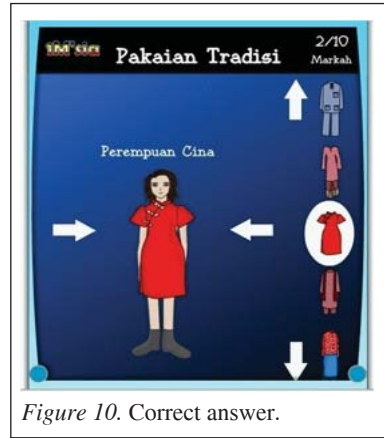 1M'sia
Pakaian Tradisi
2/10
Markah
Perempuan Cina
Figure 10. Correct answer.